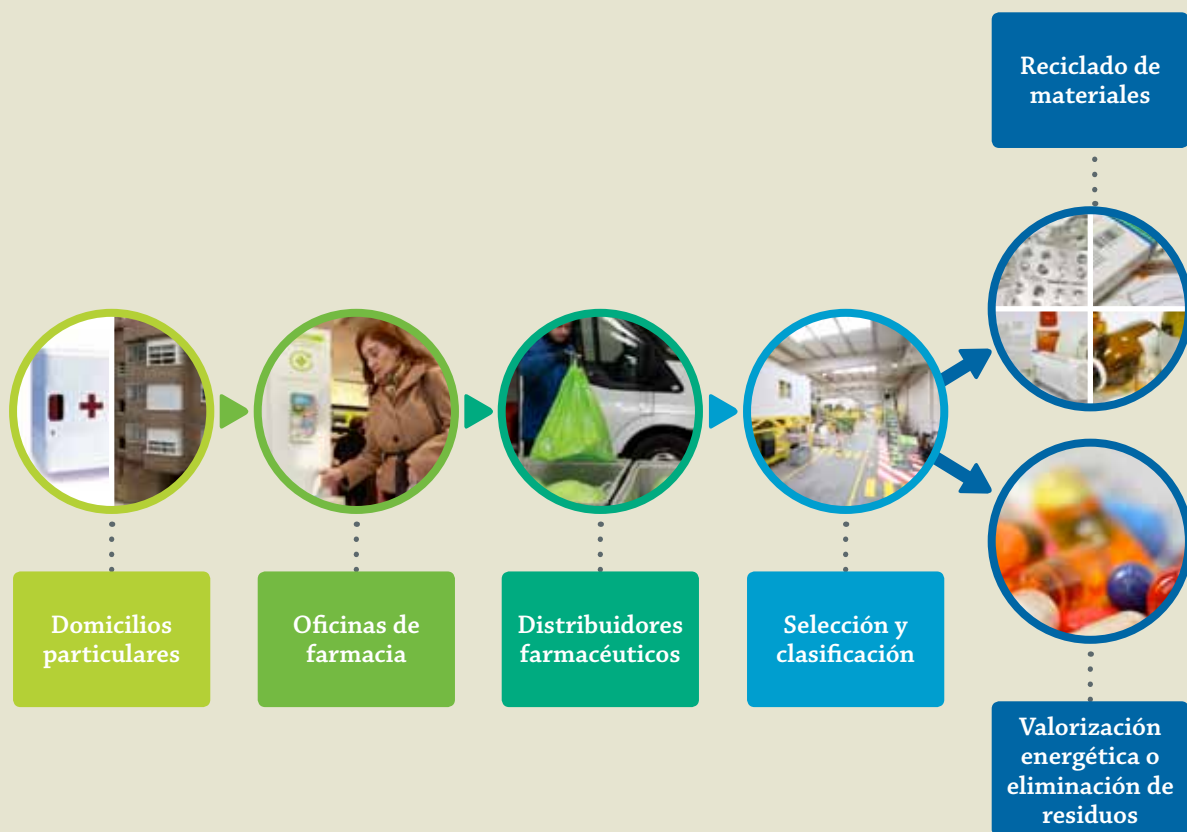 Reciclado de
materiales
Domicilios
particulares
Oficinas de
farmacia
Distribuidores
farmacéuticos
Selección y
clasificación
Valorización
energética o
eliminación de
residuos